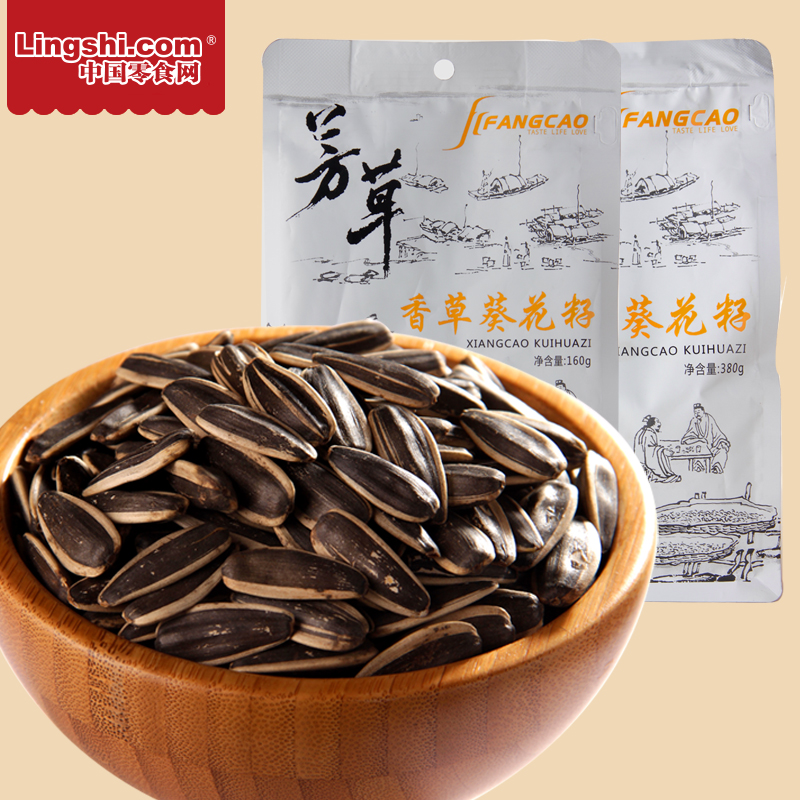 Lingshi.com®
中国零食网
FANGCAO
TASTE LIFE LOVE
芳草
香草葵花籽
XIANGCAO KUIHUAZI
净含量:160g
FANGCAO
TASTE LIFE LOVE
葵花籽
IANGCAO KUIHUAZI
净含量:380g